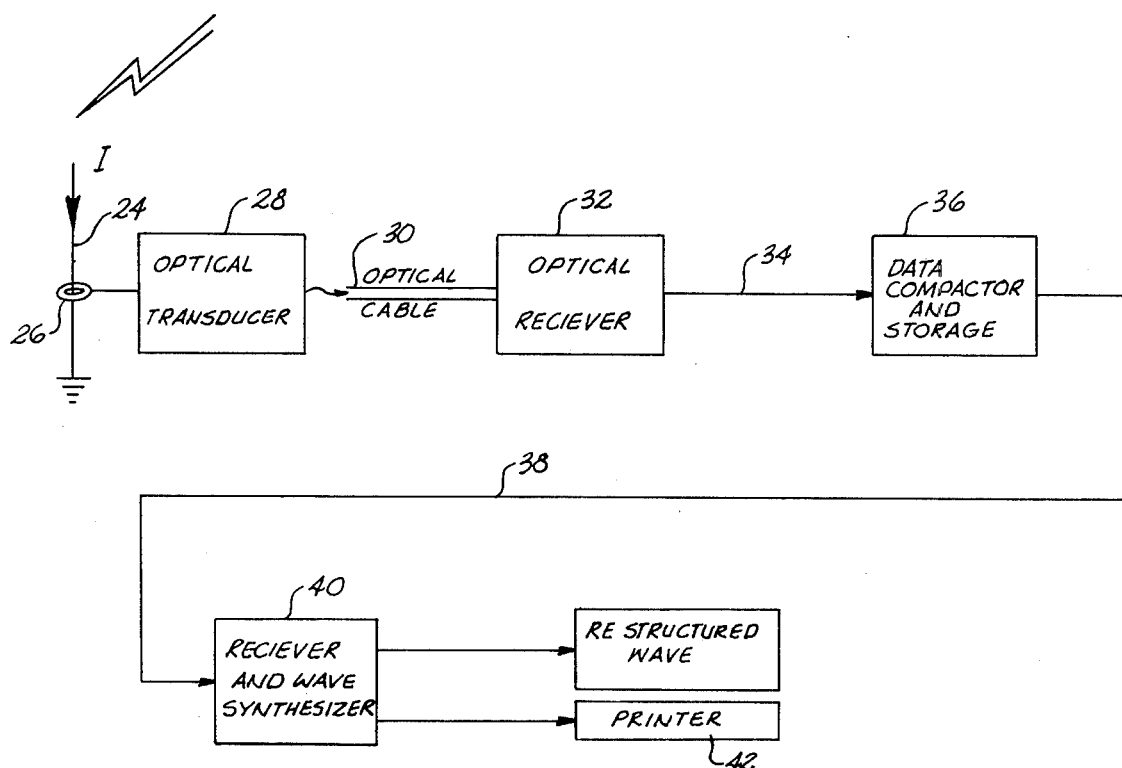 I
24
26
28
OPTICAL
TRANSDUCER
30
OPTICAL
CABLE
32
OPTICAL
RECIEVER
34
36
DATA
COMPACTOR
AND
STORAGE
38
40
RECIEVER
AND WAVE
SYNTHESIZER
RE STRUCTURED
WAVE
PRINTER
42